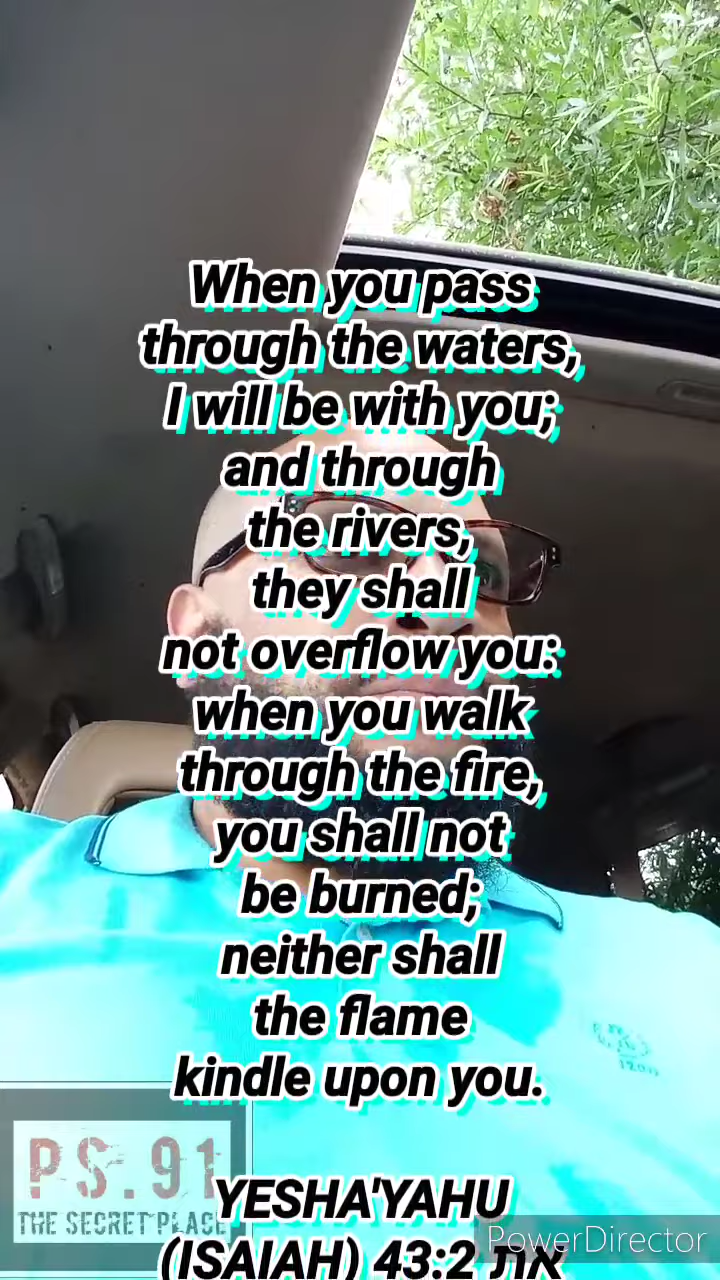 When you pass
through the waters,
I will be with you;
and through
the rivers,
they shall
not overflow you:
when you walk
through the fire,
you shall not
be burned;
neither shall
the flame
kindle upon you.
PS.91
THE SECRET PLACE
YESHA'YAHU
(ISAIAH) 43:2 את
PowerDirector